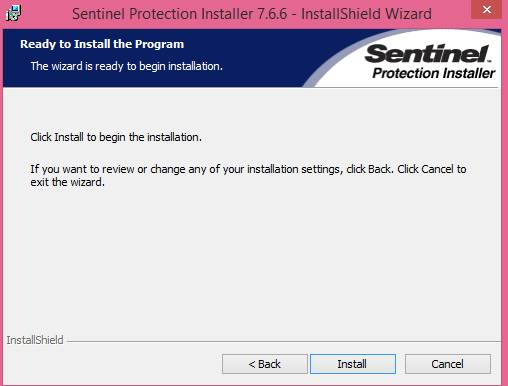 Sentinel Protection Installer 7.6.6 - InstallShield Wizard
Ready to Install the Program
The wizard is ready to begin installation.
Sentinel™
Protection Installer
Click Install to begin the installation.
If you want to review or change any of your installation settings, click Back. Click Cancel to
exit the wizard.
InstallShield
< Back
Install
Cancel